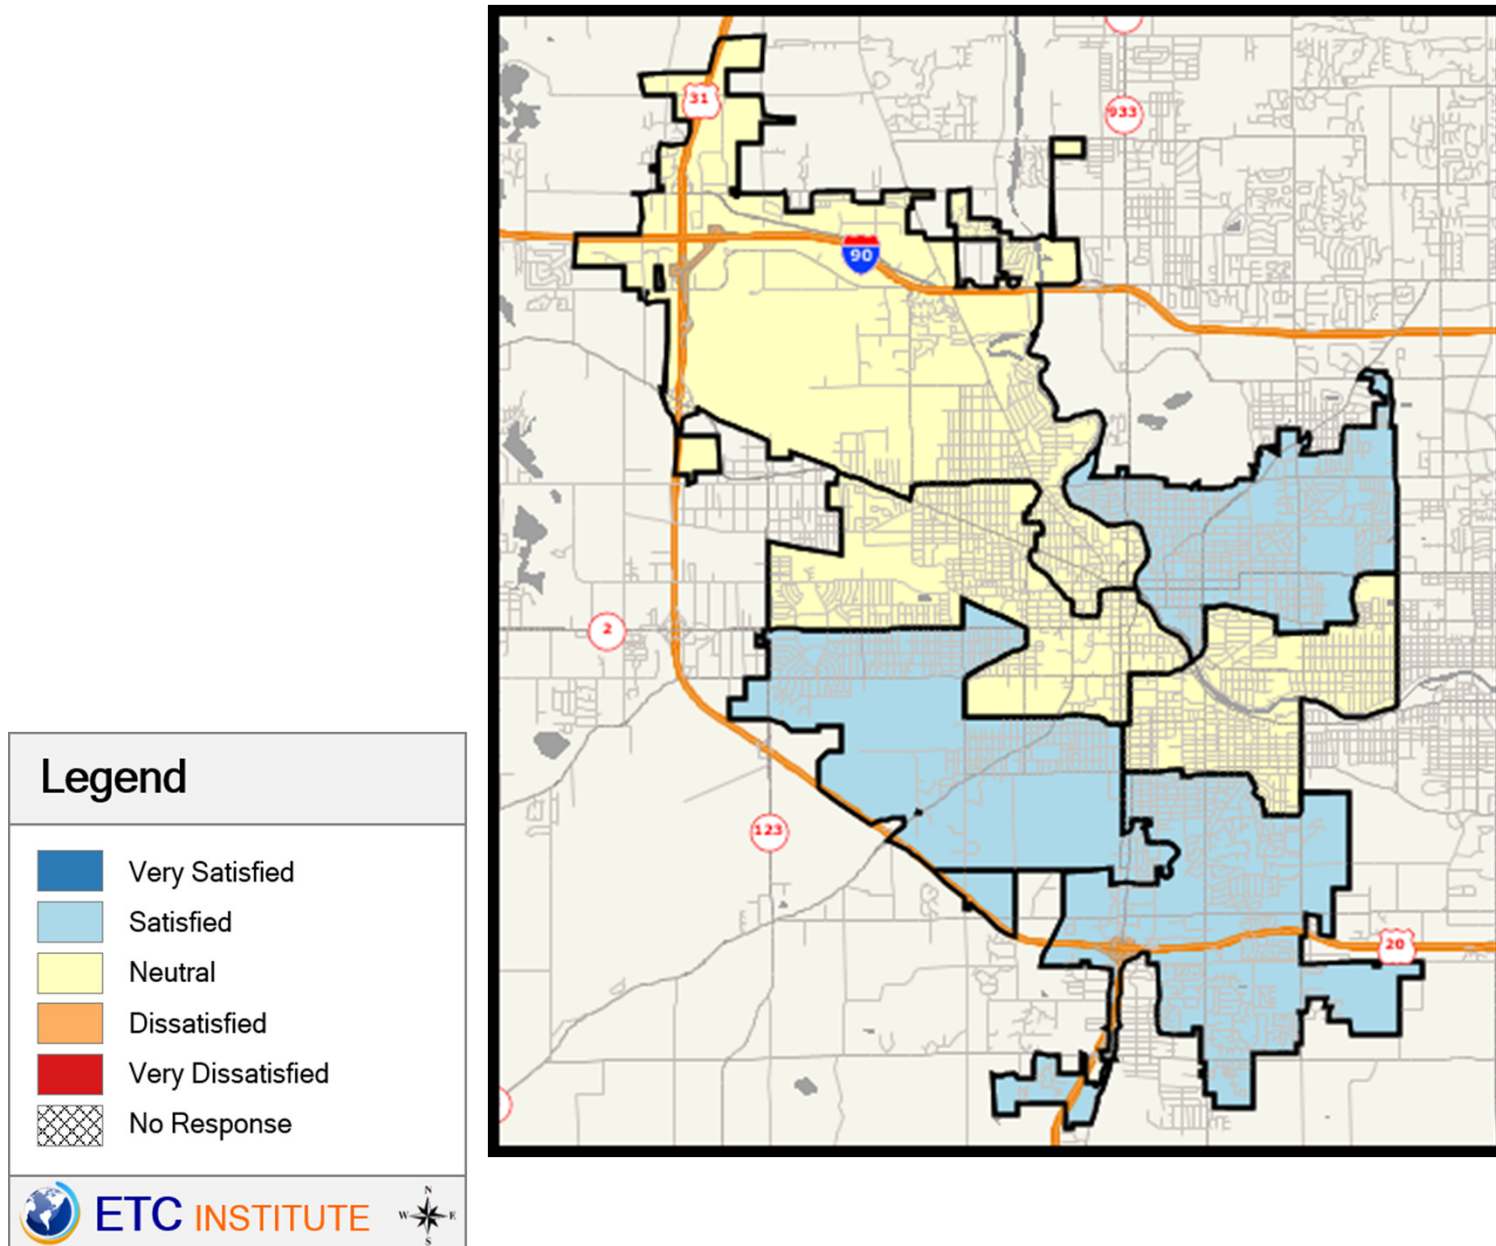 31
933
90
2
123
20
Legend
Very Satisfied
Satisfied
Neutral
Dissatisfied
Very Dissatisfied
No Response
ETC INSTITUTE
N
W E
S